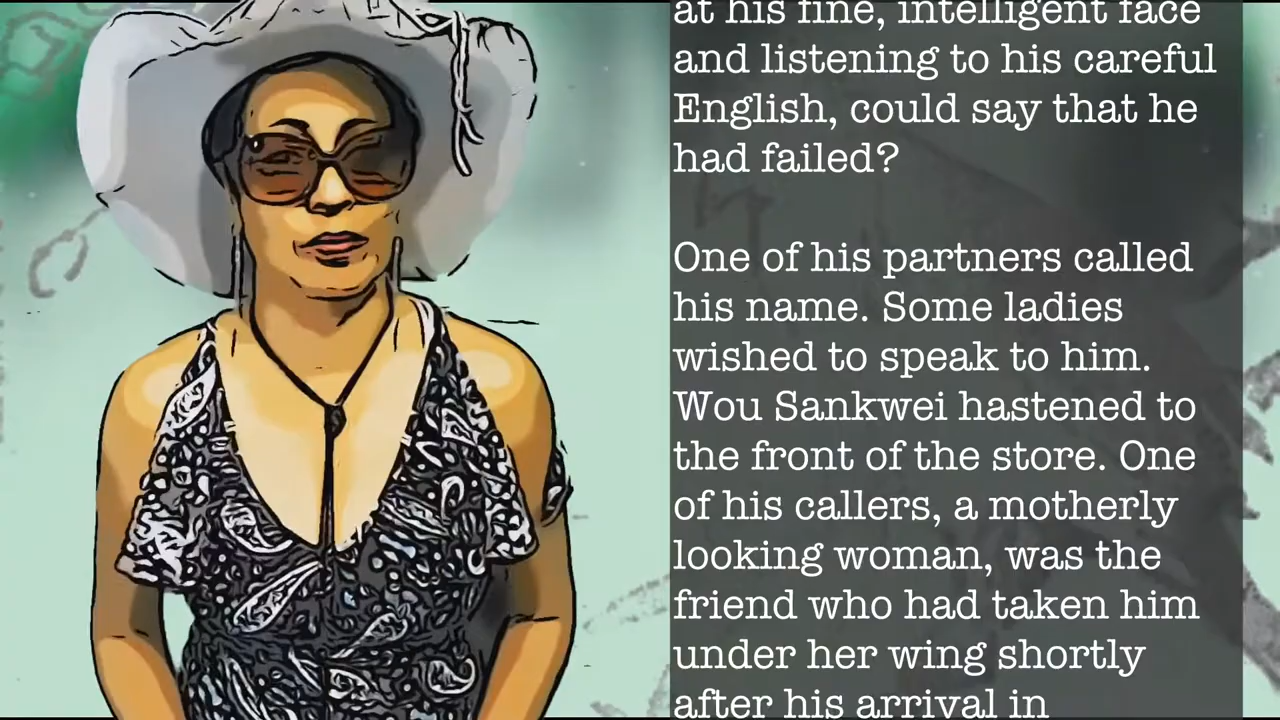 at his fine, intelligent face
and listening to his careful
English, could say that he
had failed?
One of his partners called
his name. Some ladies
wished to speak to him.
Wou Sankwei hastened to
the front of the store. One
of his callers, a motherly
looking woman, was the
friend who had taken him
under her wing shortly
after his arrival in